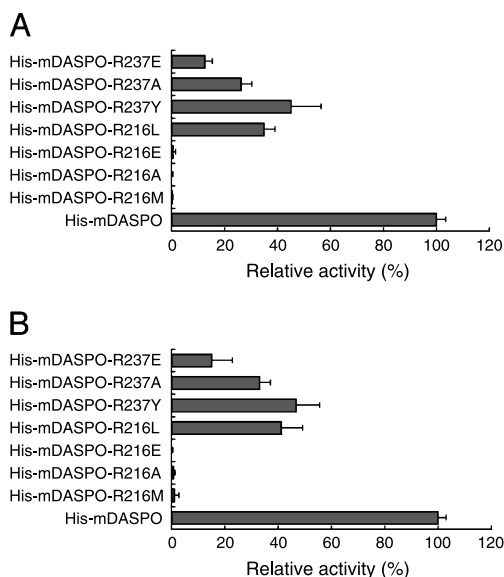 A
His-mDASPO-R237E
His-mDASPO-R237A
His-mDASPO-R237Y
His-mDASPO-R216L
His-mDASPO-R216E
His-mDASPO-R216A
His-mDASPO-R216M
His-mDASPO
0 20 40 60 80 100 120
Relative activity (%)
B
His-mDASPO-R237E
His-mDASPO-R237A
His-mDASPO-R237Y
His-mDASPO-R216L
His-mDASPO-R216E
His-mDASPO-R216A
His-mDASPO-R216M
His-mDASPO
0 20 40 60 80 100 120
Relative activity (%)